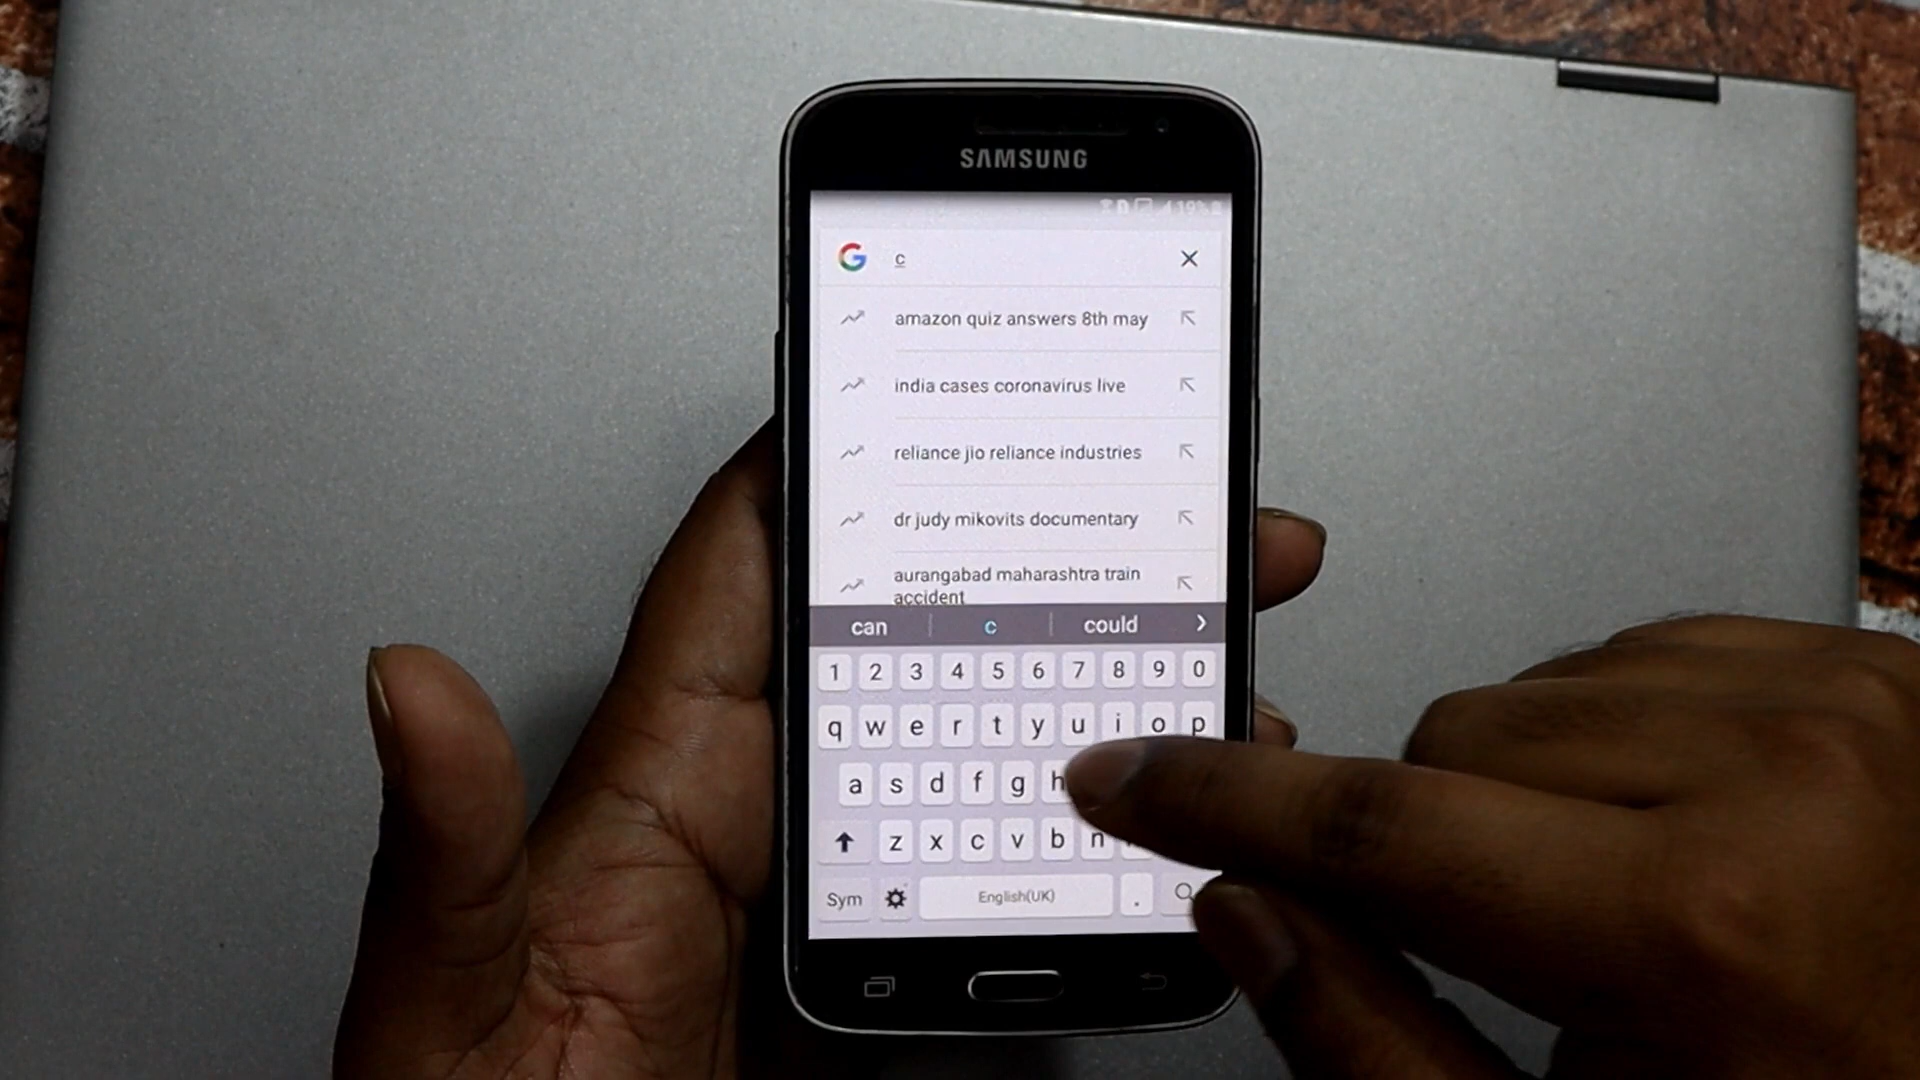 SAMSUNG
19%
c
amazon quiz answers 8th may
india cases coronavirus live
reliance jio reliance industries
dr judy mikovits documentary
aurangabad maharashtra train
accident
can c could
1 2 3 4 5 6 7 8 9 0
q w e r t y u i o p
a s d f g h
z x c v b n
Sym English(UK) .